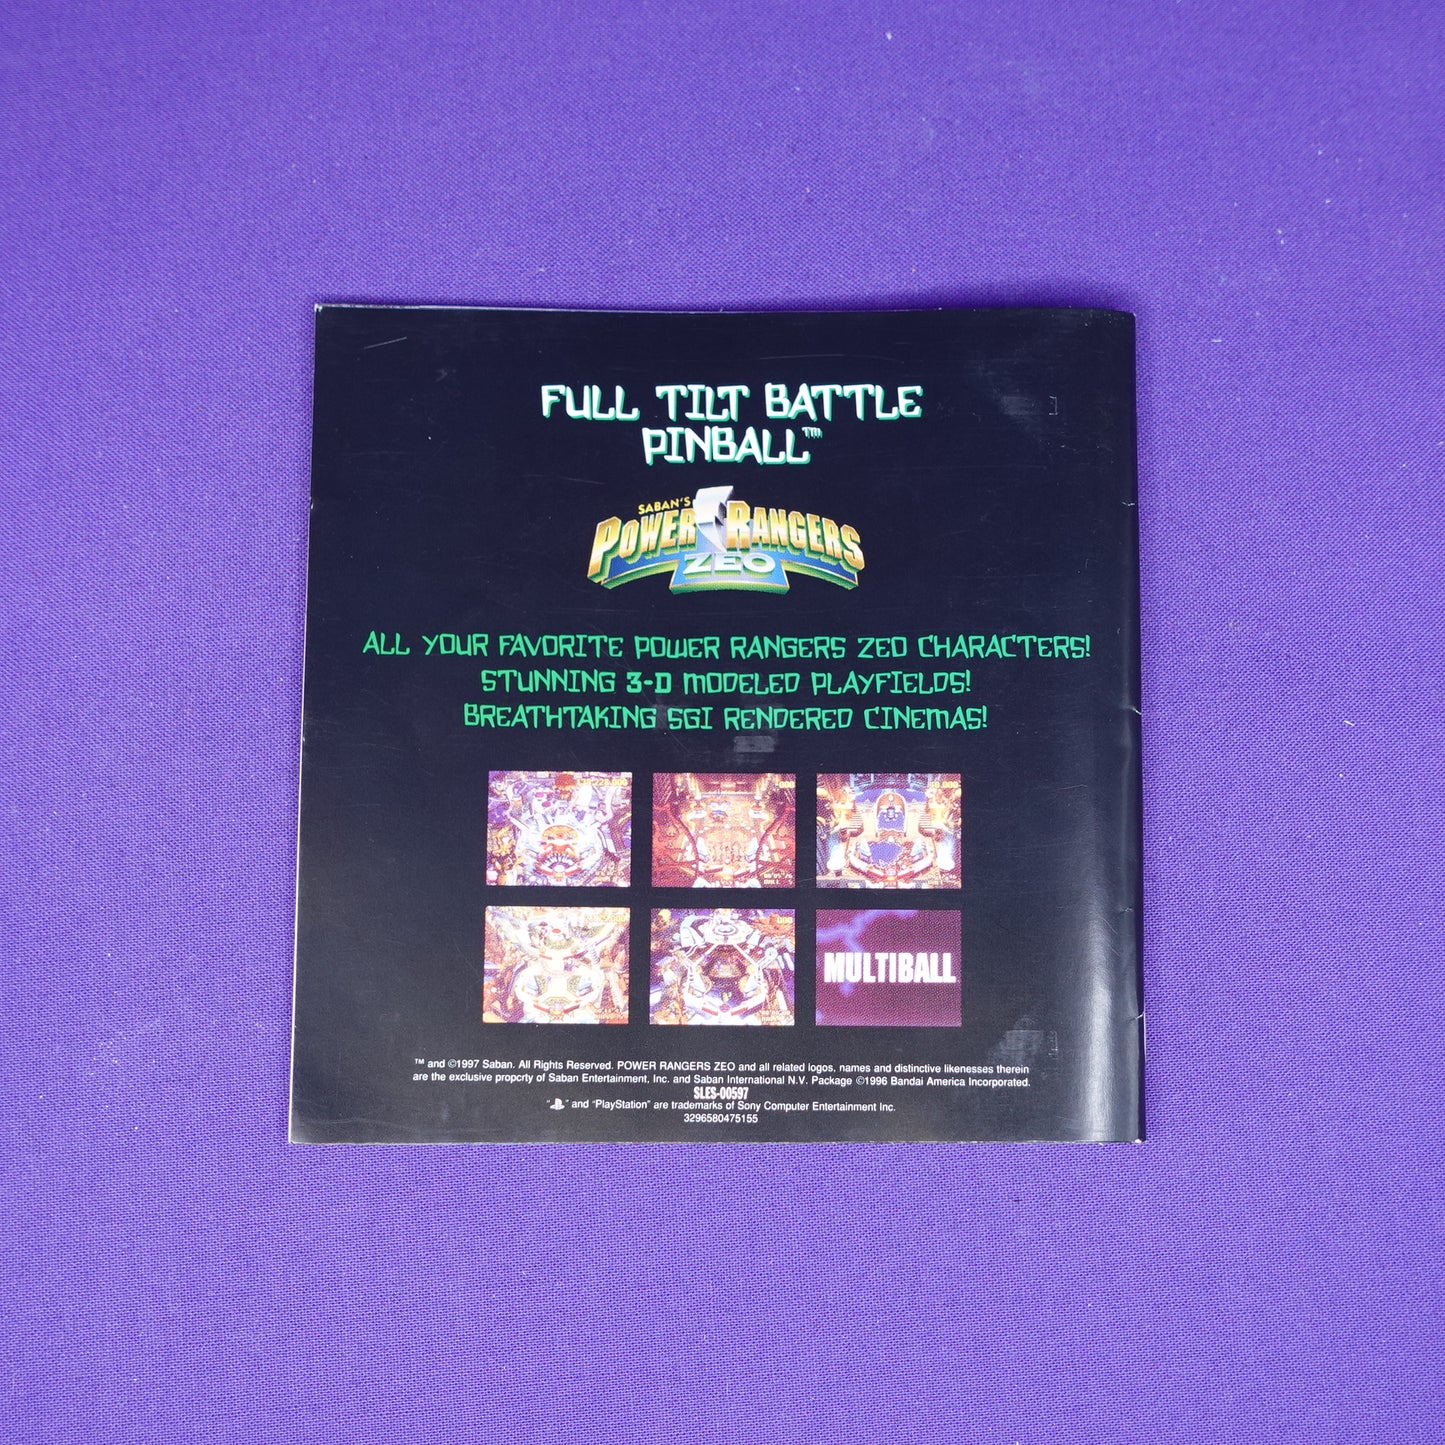 FULL TILT BATTLE
PINBALL™
SABAN'S
POWER RANGERS
ZEO
ALL YOUR FAVORITE POWER RANGERS ZEO CHARACTERS!
STUNNING 3-D MODELED PLAYFIELDS!
BREATHTAKING SGI RENDERED CINEMAS!
MULTIBALL
™ and ©1997 Saban. All Rights Reserved. POWER RANGERS ZEO and all related logos, names and distinctive likenesses therein
are the exclusive property of Saban Entertainment, Inc. and Saban International N.V. Package ©1996 Bandai America Incorporated.
SLES-00597
" " and "PlayStation" are trademarks of Sony Computer Entertainment Inc.
3296580475155